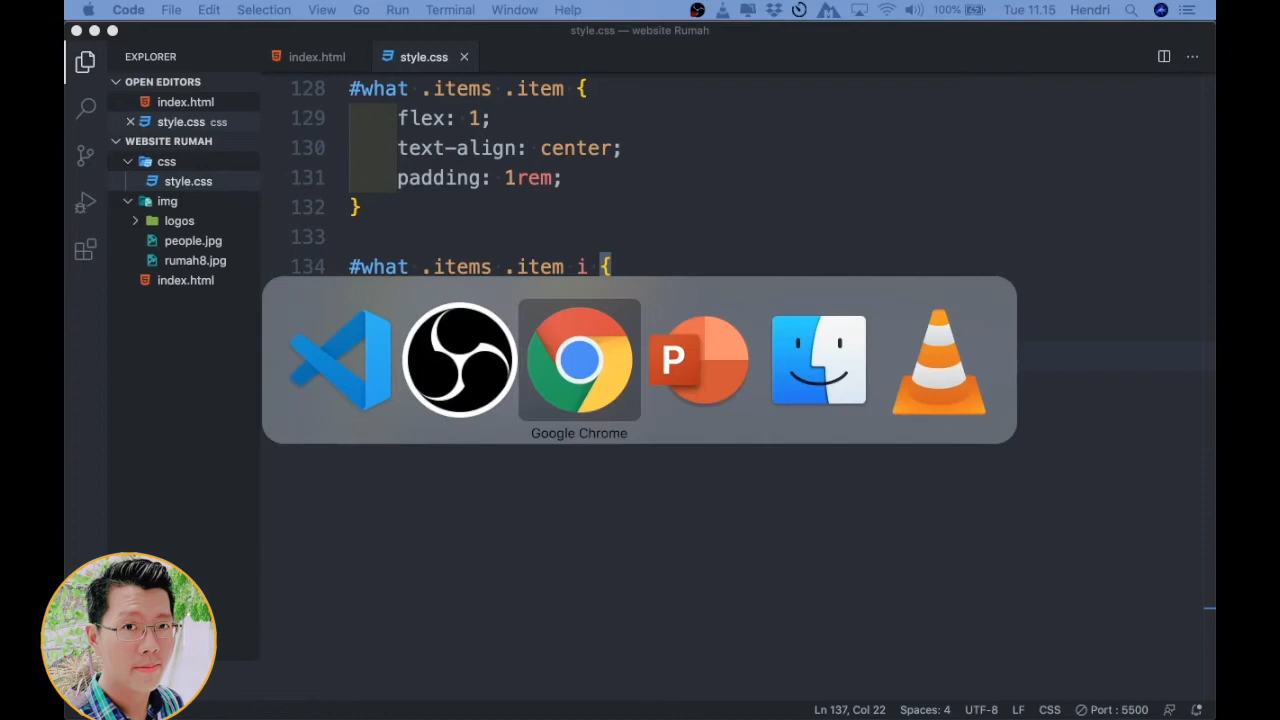 Code File Edit Selection View Go Run Terminal Window Help 100% Tue 11.15 Hendri
style.css — website Rumah
EXPLORER
index.html style.css
OPEN EDITORS
index.html
style.css css
WEBSITE RUMAH
css
style.css
img
logos
people.jpg
rumah8.jpg
index.html
128 #what .items .item {
129 flex: 1;
130 text-align: center;
131 padding: 1rem;
132 }
133
134 #what .items .item i {
P
Google Chrome
Ln 137, Col 22 Spaces: 4 UTF-8 LF CSS Port : 5500